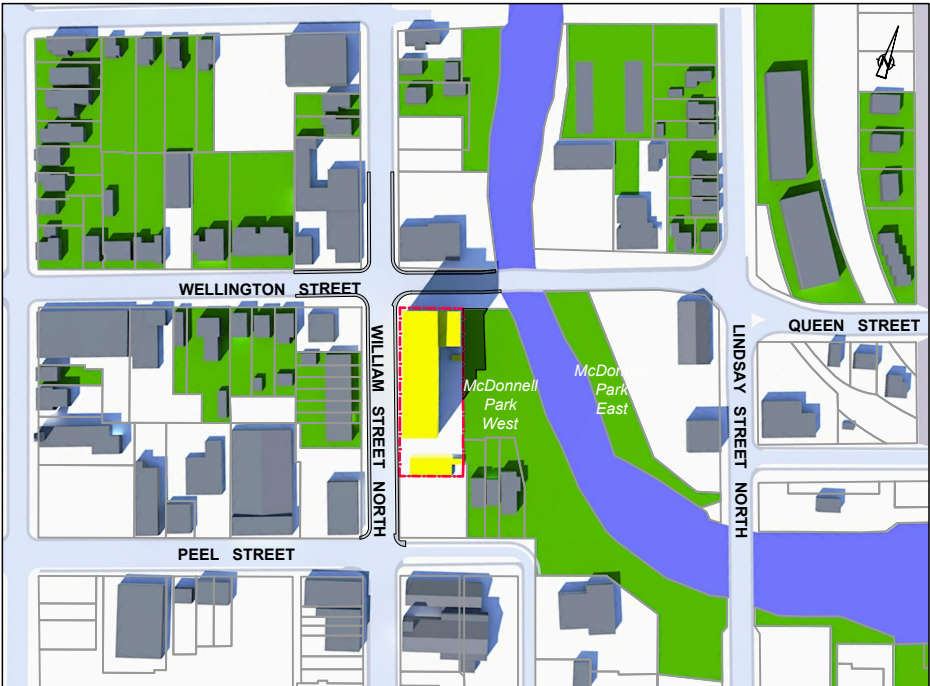 WELLINGTON STREET
WILLIAM STREET NORTH
LINDSAY STREET NORTH
QUEEN STREET
McDonnell
Park
West
McDonnell
Park
East
PEEL STREET
N